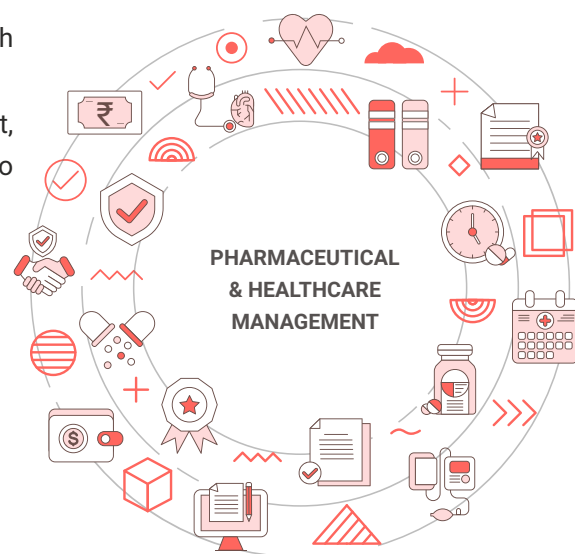 h
t,
o
₹
PHARMACEUTICAL
& HEALTHCARE
MANAGEMENT
$